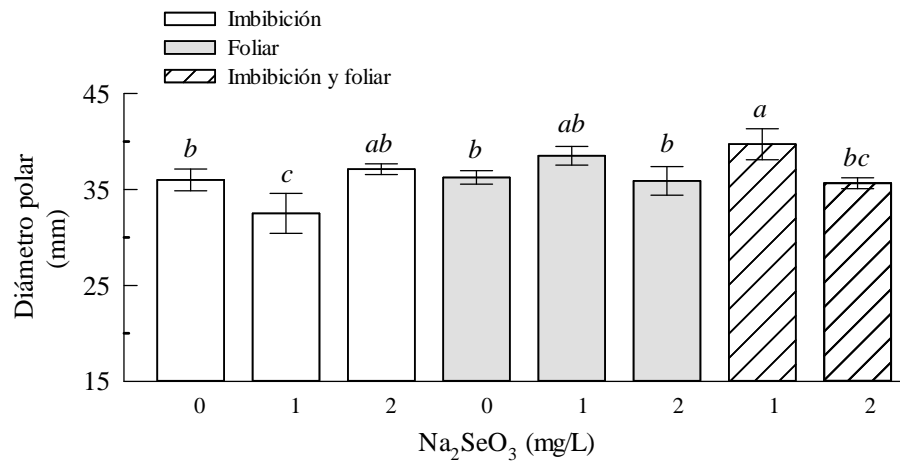 Imbibición
Foliar
Imbibición y foliar
Diámetro polar
(mm)
45
35
25
15
b
c
ab
b
ab
b
a
bc
0 1 2 0 1 2 1 2
Na₂SeO₃ (mg/L)